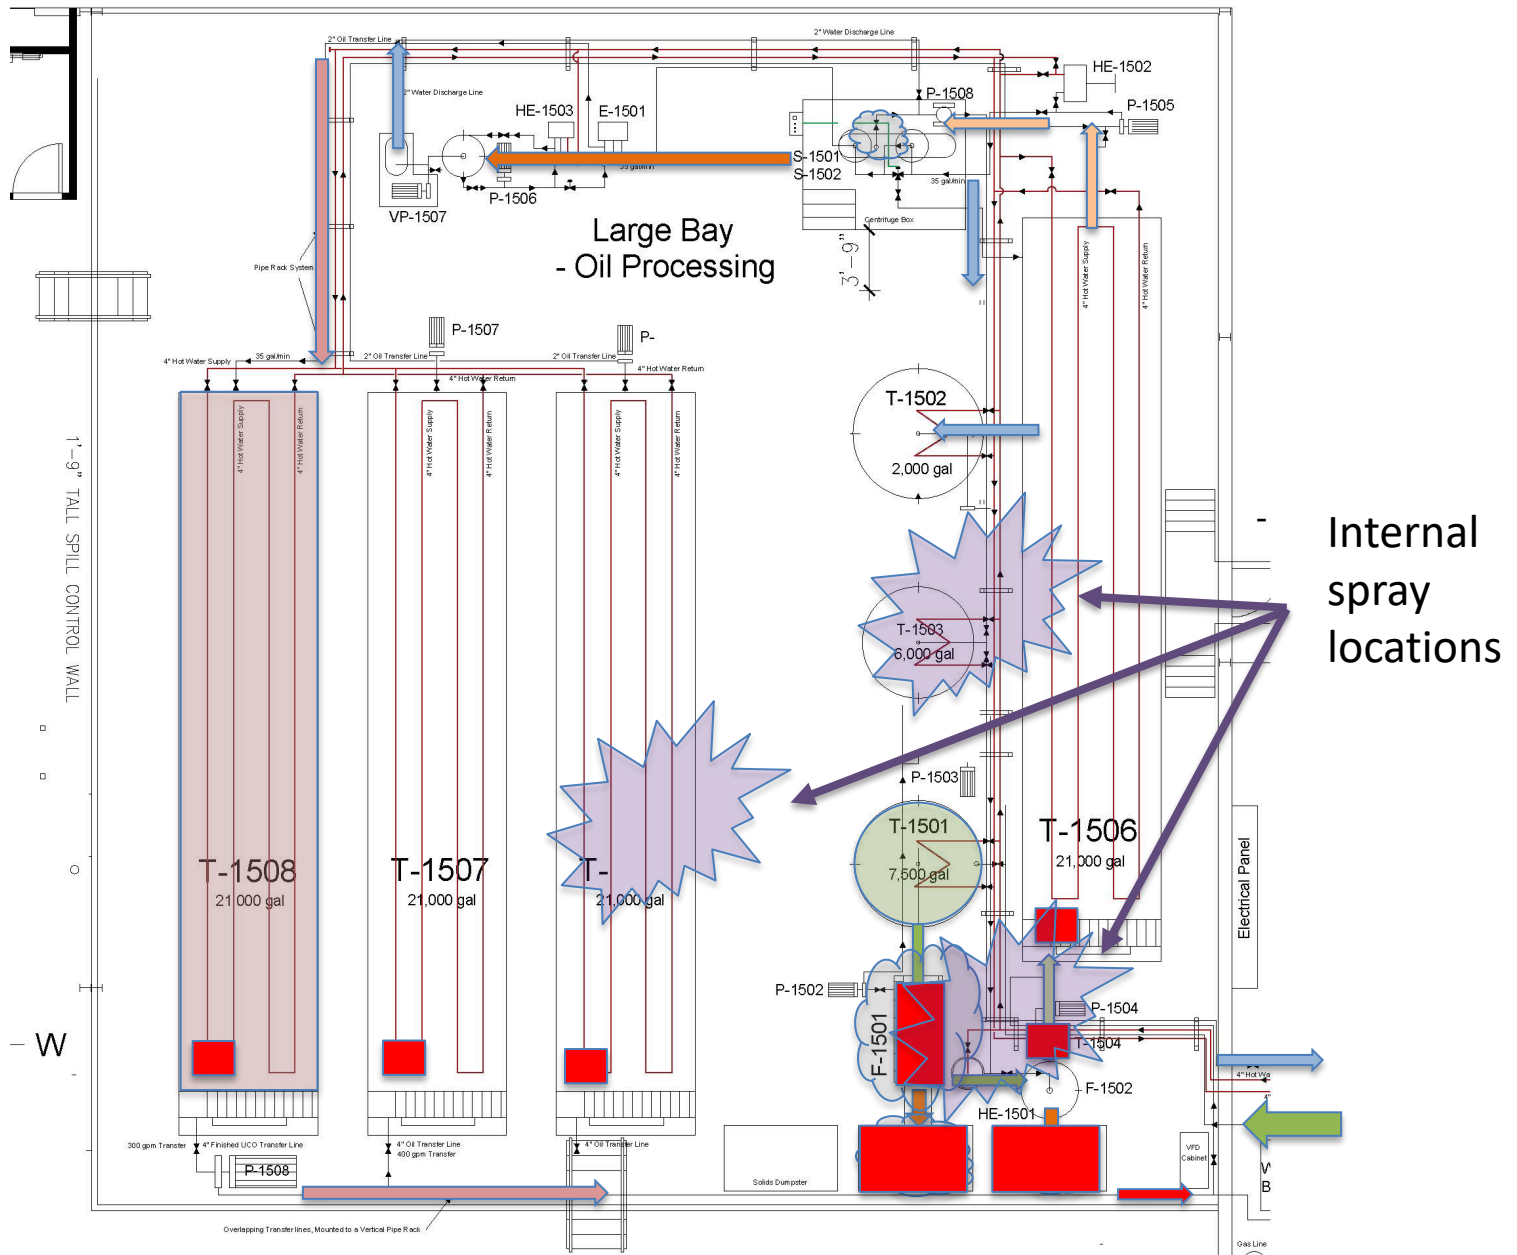 2" Oil Transfer Line
2" Water Discharge Line
HE-1502
2" Water Discharge Line
HE-1503
E-1501
P-1508
P-1505
S-1501
S-1502
35 gal/min
35 gal/min
P-1506
VP-1507
Centrifuge Box
Large Bay
- Oil Processing
3'-9"
Pipe Rack System
4" Hot Water Supply
4" Hot Water Return
P-1507
P-
4" Hot Water Supply
35 gal/min
2" Oil Transfer Line
2" Oil Transfer Line
4" Hot Water Return
4" Hot Water Return
4" Hot Water Supply
4" Hot Water Return
4" Hot Water Supply
4" Hot Water Return
4" Hot Water Supply
4" Hot Water Return
T-1502
2,000 gal
1'-9" TALL SPILL CONTROL WALL
Internal
spray
locations
T-1503
6,000 gal
P-1503
T-1501
7,500 gal
T-1506
21,000 gal
T-1508
21,000 gal
T-1507
21,000 gal
T-
21,000 gal
Electrical Panel
P-1502
F-1501
P-1504
T-1504
W
F-1502
HE-1501
4" Hot Wa
4"
300 gpm Transfer
4" Finished UCO Transfer Line
4" Oil Transfer Line
400 gpm Transfer
4" Oil Transfer Line
VFD
Cabinet
P-1508
Solids Dumpster
B
Overlapping Transfer lines, Mounted to a Vertical Pipe Rack
Gas Line